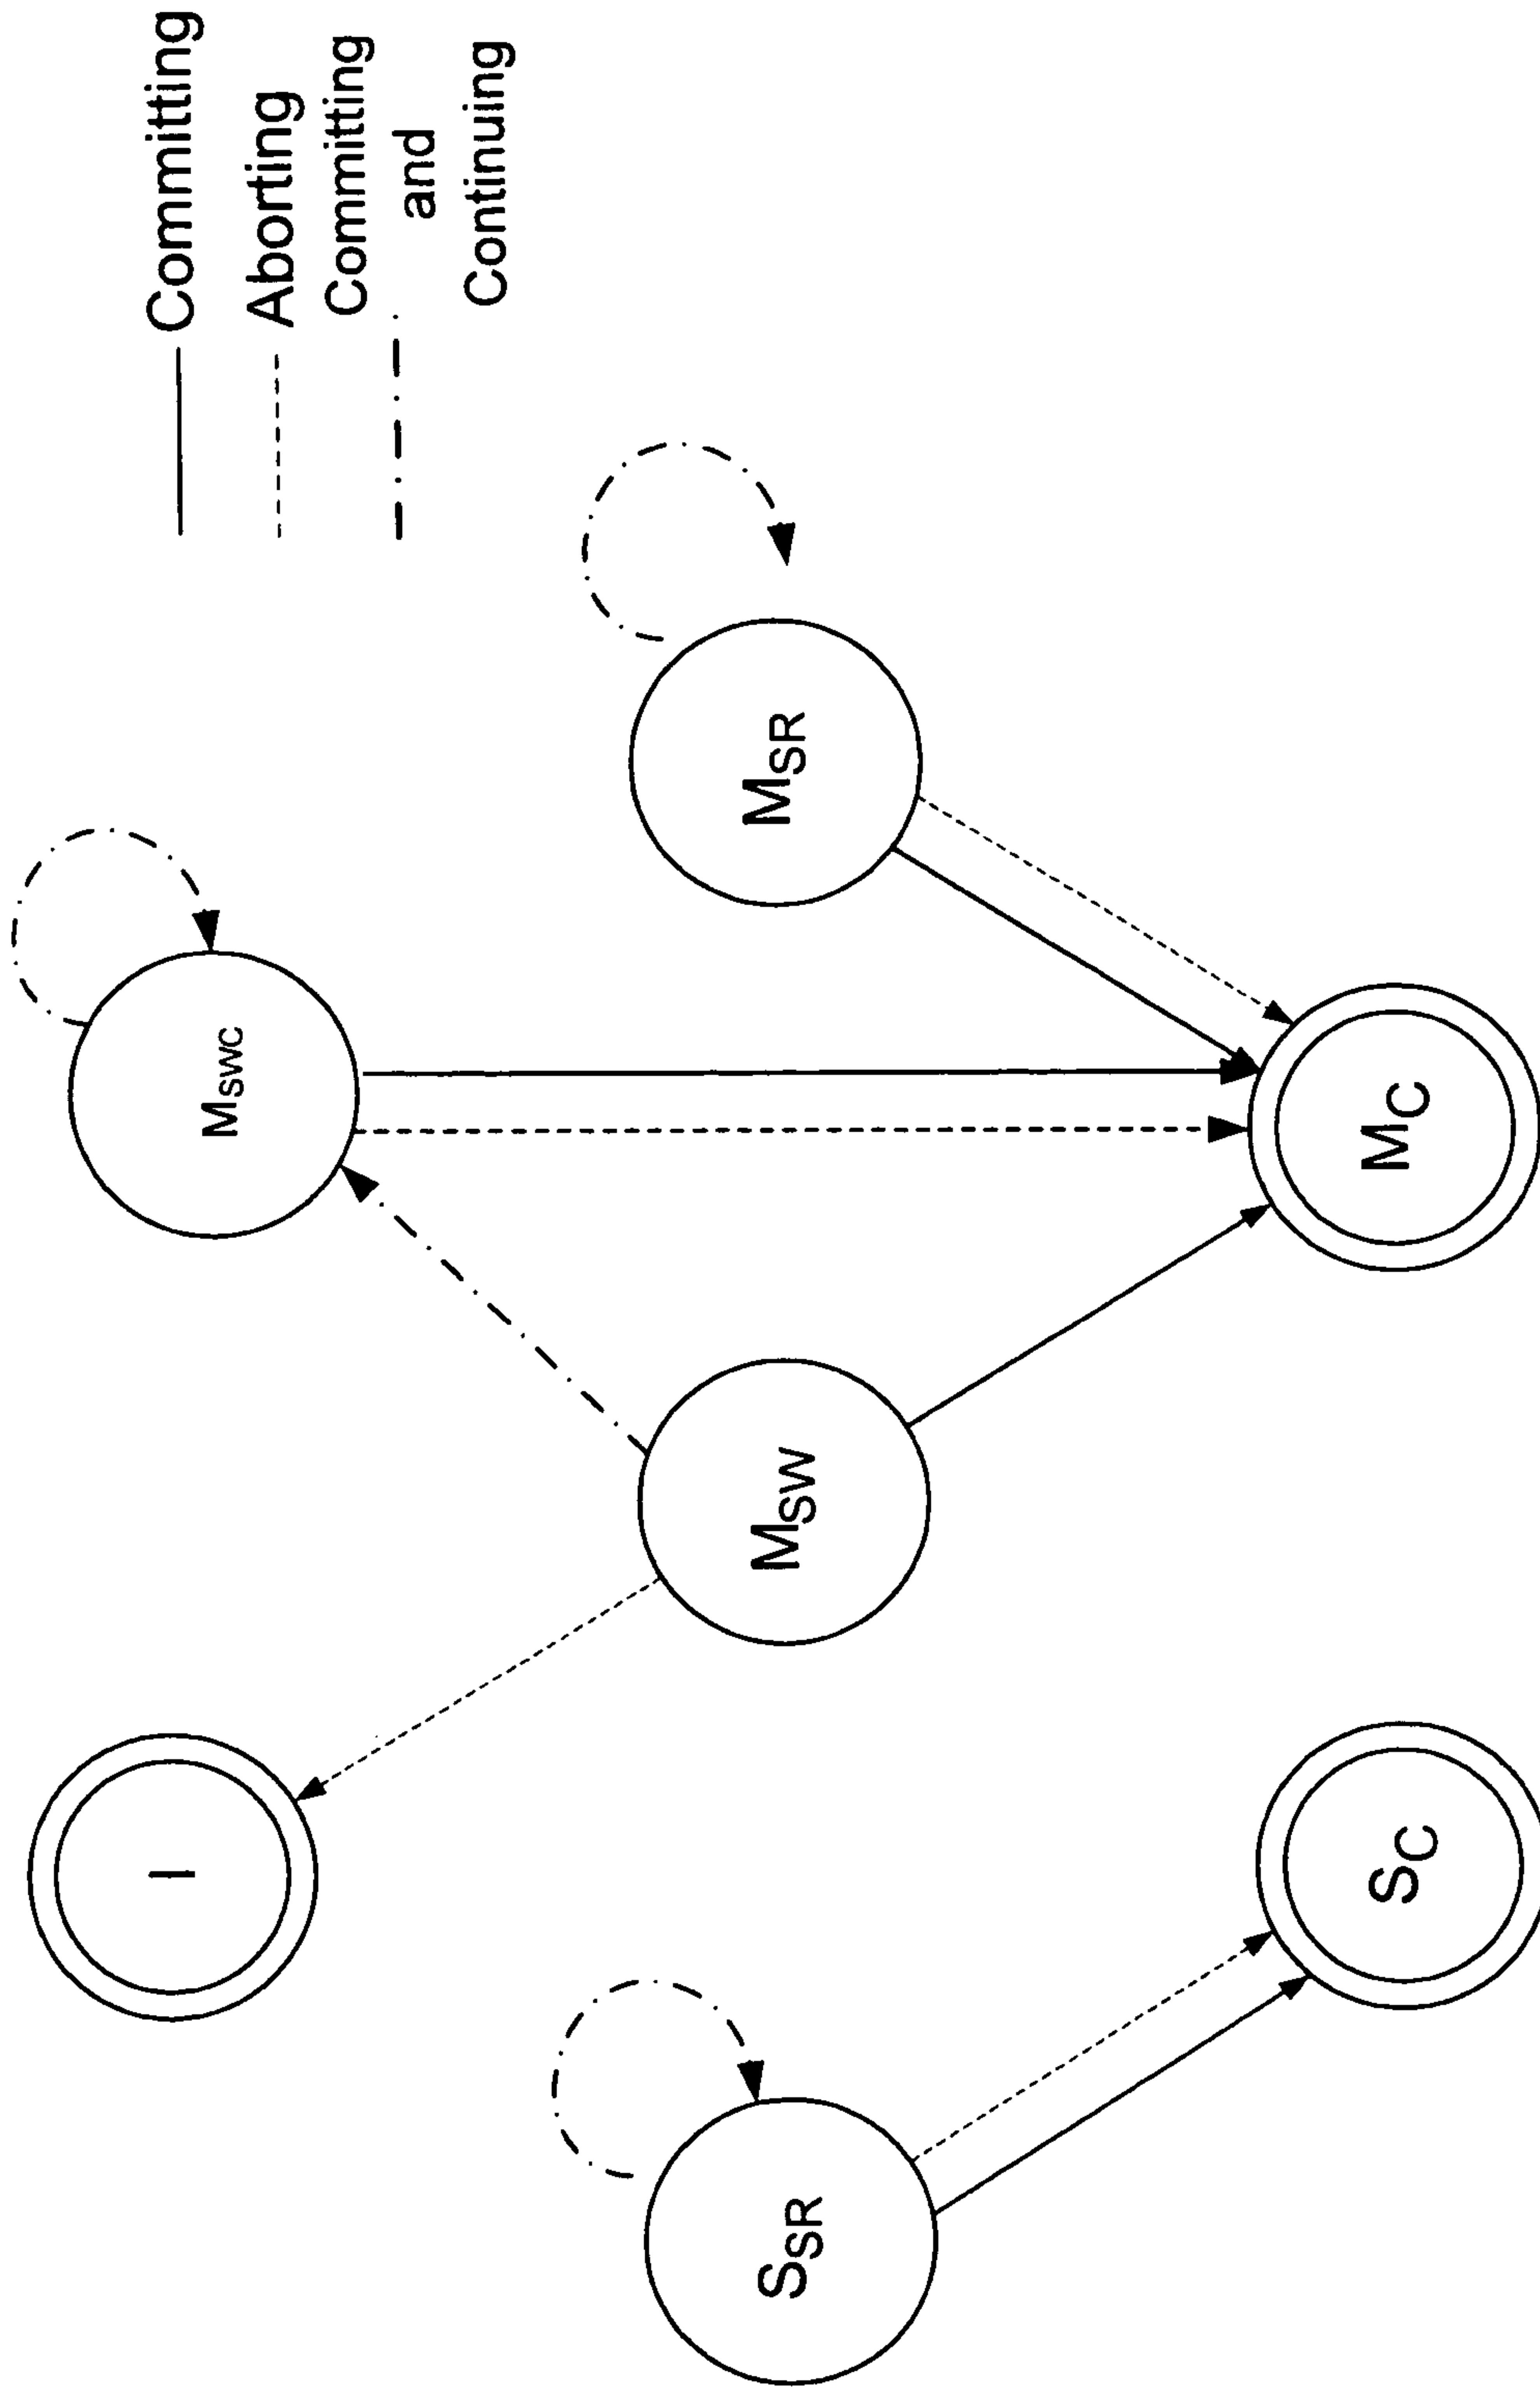 Committing
Aborting
Committing
and
Continuing
I
MSWC
SSR
MSW
MSR
SC
MC